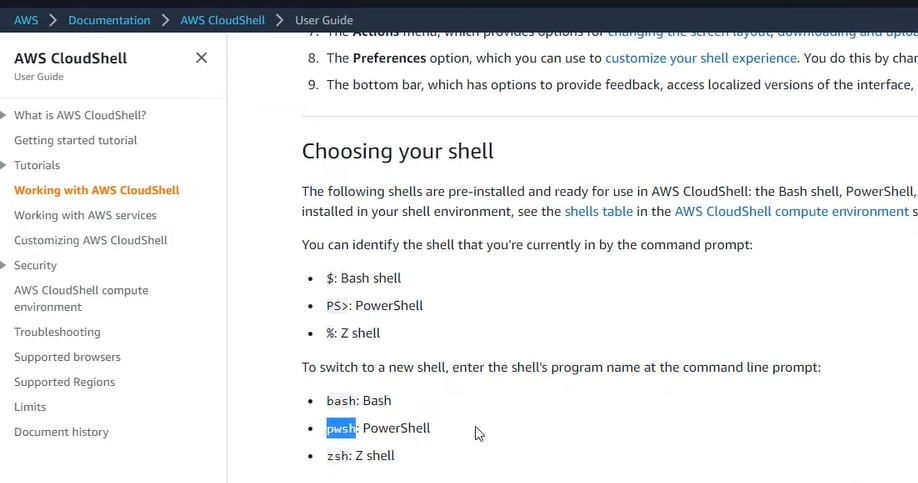 AWS > Documentation > AWS CloudShell > User Guide
AWS CloudShell
User Guide
What is AWS CloudShell?
Getting started tutorial
Tutorials
Working with AWS CloudShell
Working with AWS services
Customizing AWS CloudShell
Security
AWS CloudShell compute
environment
Troubleshooting
Supported browsers
Supported Regions
Limits
Document history
7. The Actions menu, which provides options for changing the screen layout, downloading and
8. The Preferences option, which you can use to customize your shell experience. You do this by
9. The bottom bar, which has options to provide feedback, access localized versions of the interface,
Choosing your shell
The following shells are pre-installed and ready for use in AWS CloudShell: the Bash shell, PowerShell,
installed in your shell environment, see the shells table in the AWS CloudShell compute environment
You can identify the shell that you're currently in by the command prompt:
• $: Bash shell
• PS>: PowerShell
• %: Z shell
To switch to a new shell, enter the shell's program name at the command line prompt:
• bash: Bash
• pwsh: PowerShell
• zsh: Z shell